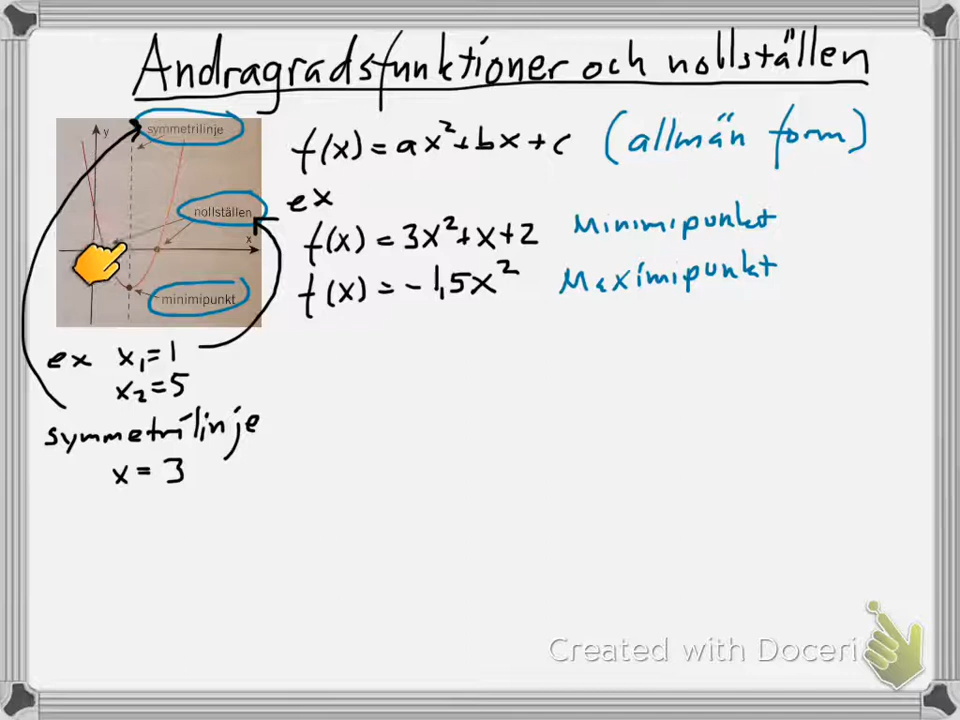 Andragradsfunktioner och nollställen
y
symmetrilinje
nollställen
x
minimipunkt
f(x) = ax²+bx+c (allmän form)
ex
f(x) = 3x²+x+2 Minimipunkt
f(x) = -1,5x² Maximipunkt
ex x₁=1
x₂=5
symmetrilinje
x = 3
Created with Doceri